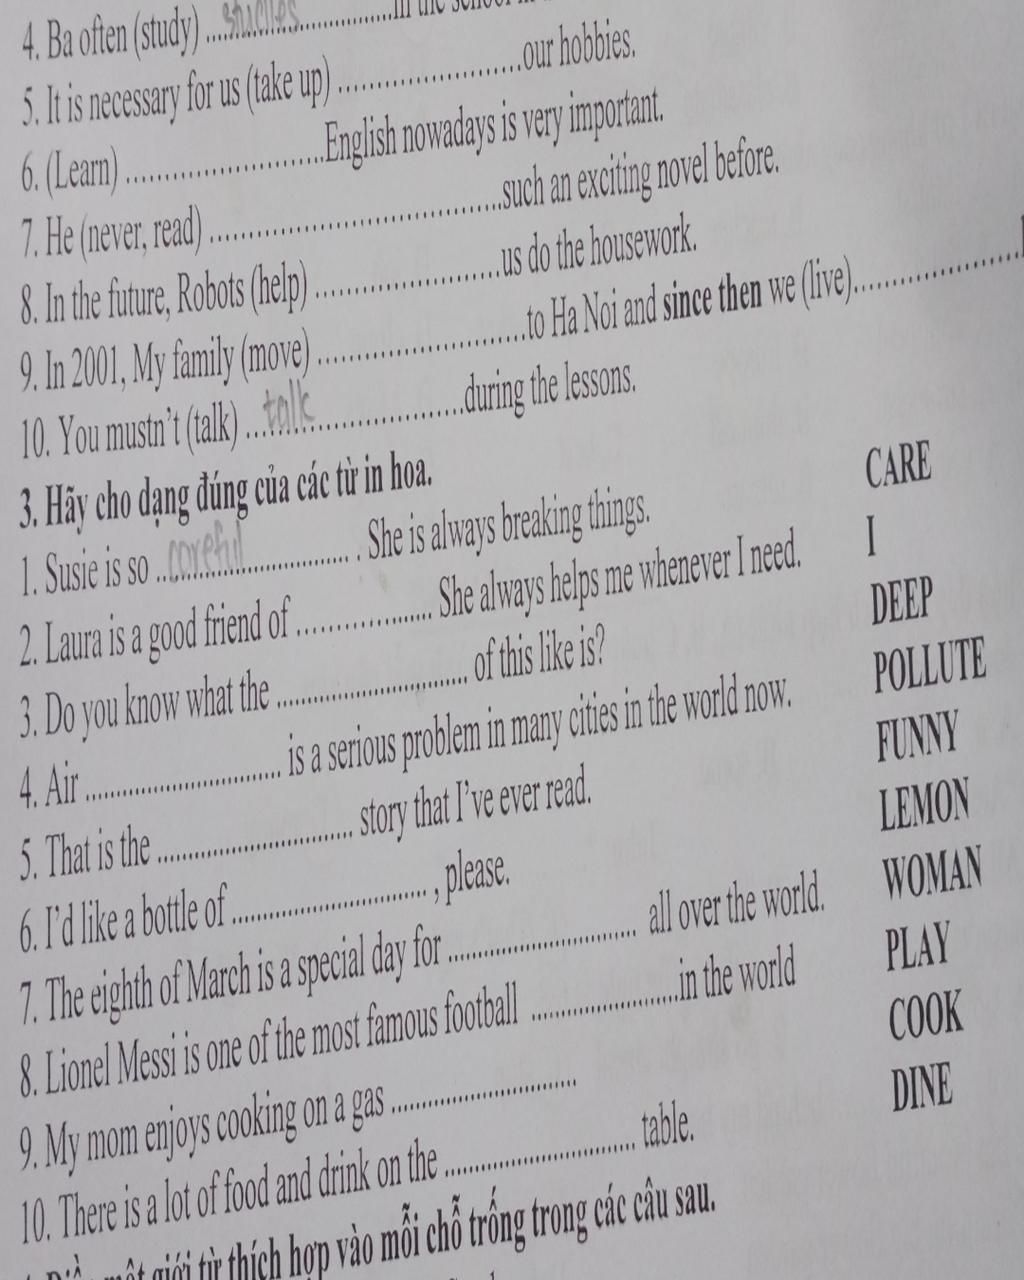 4. Ba often (study) ....studies................in the school
5. It is necessary for us (take up) ........................our hobbies.
6. (Learn) ..........................English nowadays is very important.
7. He (never, read) ......................................such an exciting novel before.
8. In the future, Robots (help) ........................us do the housework.
9. In 2001, My family (move) ...........................to Ha Noi and since then we (live).....................
10. You mustn't (talk) ...talk.........................during the lessons.
3. Hãy cho dạng đúng của các từ in hoa.
1. Susie is so ..careful......................... . She is always breaking things. CARE
2. Laura is a good friend of ................... She always helps me whenever I need. I
3. Do you know what the ........................... of this like is? DEEP
4. Air ............................ is a serious problem in many cities in the world now. POLLUTE
5. That is the ............................ story that I've ever read. FUNNY
6. I'd like a bottle of ............................ , please. LEMON
7. The eighth of March is a special day for ........................... all over the world. WOMAN
8. Lionel Messi is one of the most famous football ......................in the world PLAY
9. My mom enjoys cooking on a gas ........................... COOK
10. There is a lot of food and drink on the ............................ table. DINE
một giới từ thích hợp vào mỗi chỗ trống trong các câu sau.